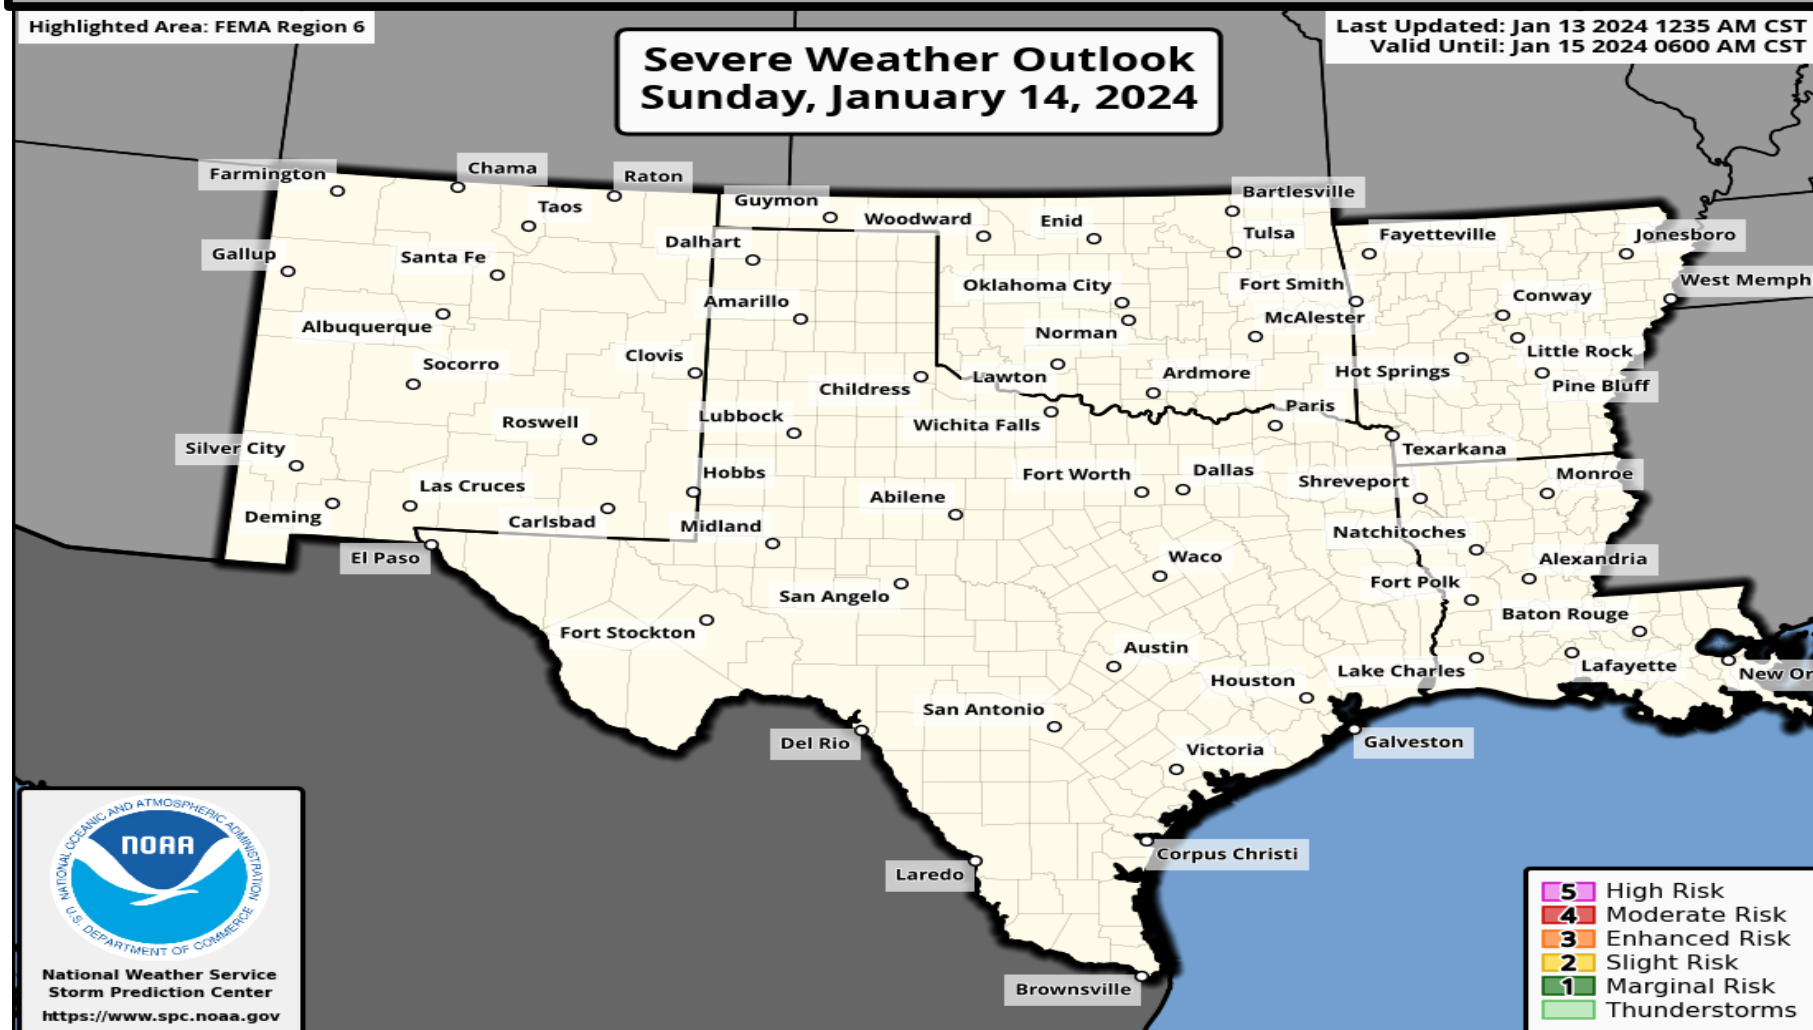 Highlighted Area: FEMA Region 6
Last Updated: Jan 13 2024 1235 AM CST
Valid Until: Jan 15 2024 0600 AM CST
Severe Weather Outlook
Sunday, January 14, 2024
Farmington
Chama
Raton
Taos
Guymon
Woodward
Enid
Bartlesville
Gallup
Santa Fe
Dalhart
Tulsa
Fayetteville
Jonesboro
Albuquerque
Amarillo
Oklahoma City
Fort Smith
Conway
West Memph
Norman
McAlester
Socorro
Clovis
Childress
Lawton
Ardmore
Hot Springs
Little Rock
Pine Bluff
Roswell
Lubbock
Wichita Falls
Paris
Silver City
Hobbs
Texarkana
Las Cruces
Abilene
Fort Worth
Dallas
Shreveport
Monroe
Deming
Carlsbad
Midland
Natchitoches
El Paso
Waco
Alexandria
San Angelo
Fort Polk
Fort Stockton
Baton Rouge
Austin
Lake Charles
Lafayette
New Or
Houston
San Antonio
Del Rio
Victoria
Galveston
Laredo
Corpus Christi
Brownsville
NATIONAL OCEANIC AND ATMOSPHERIC ADMINISTRATION
NOAA
U.S. DEPARTMENT OF COMMERCE
National Weather Service
Storm Prediction Center
https://www.spc.noaa.gov
5 High Risk
4 Moderate Risk
3 Enhanced Risk
2 Slight Risk
1 Marginal Risk
Thunderstorms